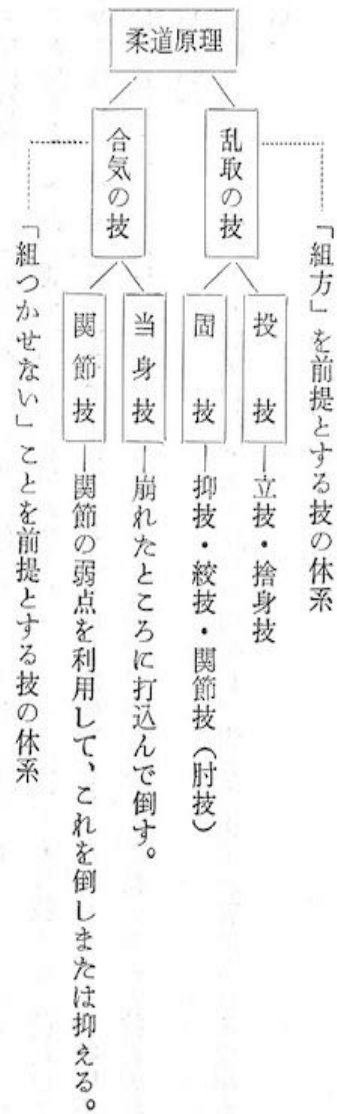 柔道原理
乱取の技
「組方」を前提とする技の体系
投技
立技・捨身技
固技
抑技・絞技・関節技(肘技)
合気の技
当身技
崩れたところに打込んで倒す。
関節技
関節の弱点を利用して、これを倒しまたは抑える。
「組つかせない」ことを前提とする技の体系